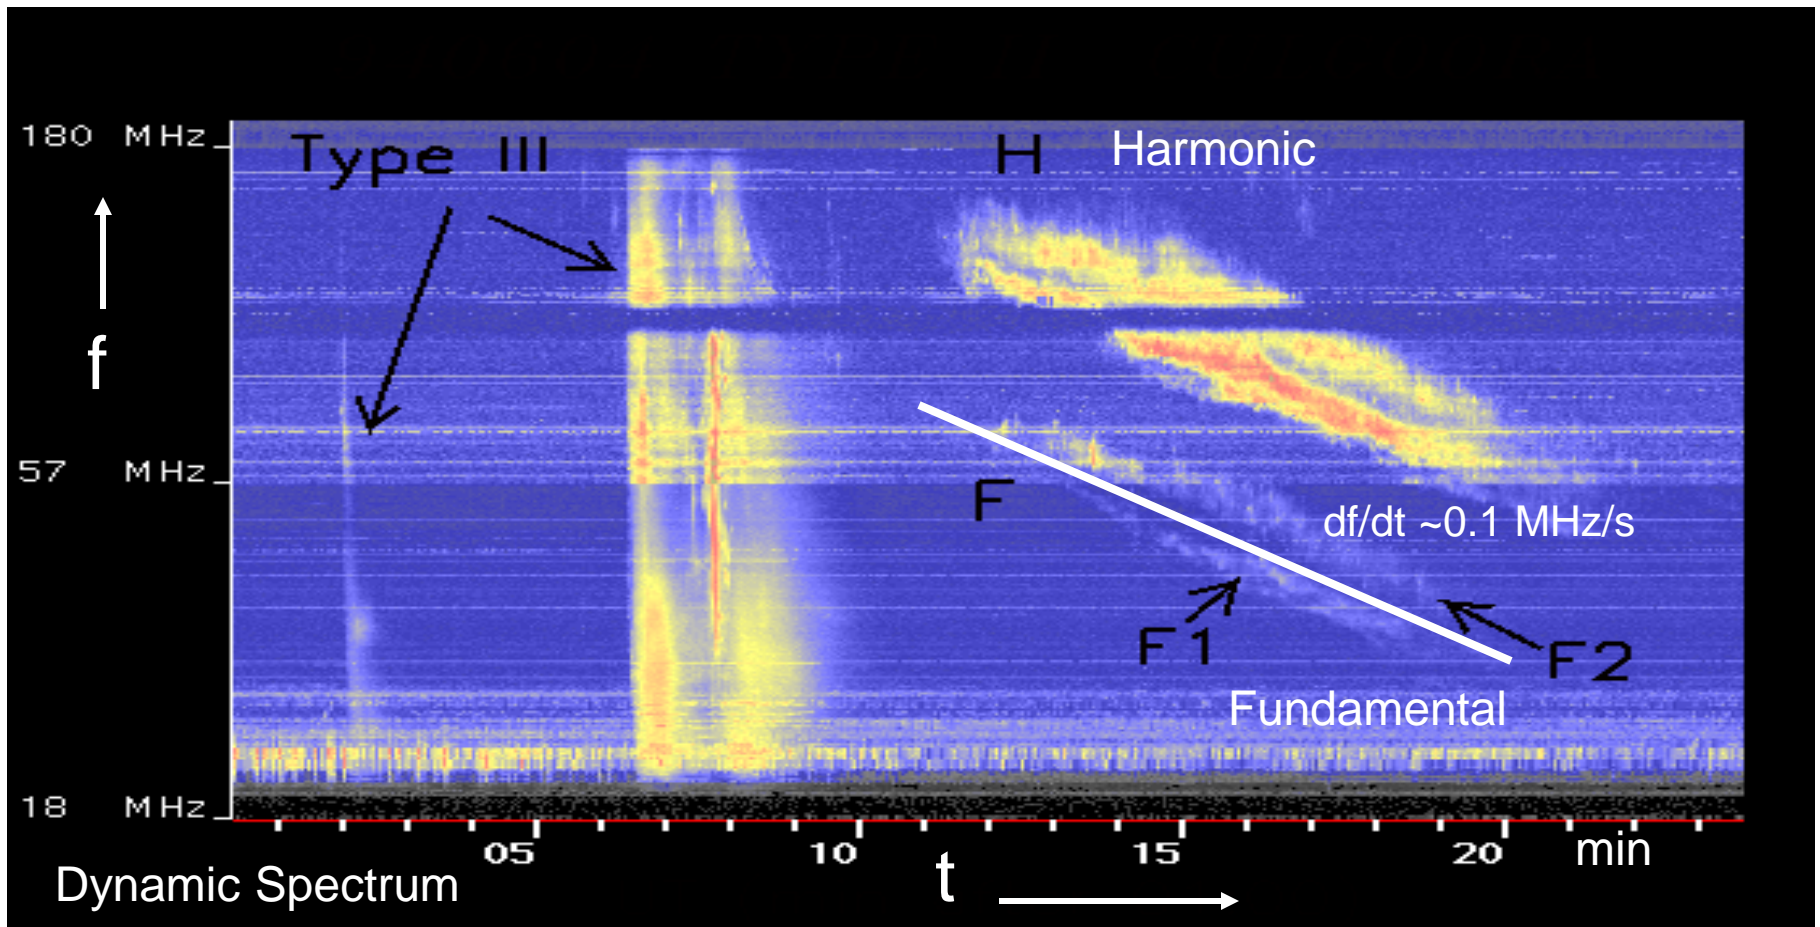 180 MHz
Type III
H
Harmonic
f
57 MHz
F
df/dt ~0.1 MHz/s
F1
F2
Fundamental
18 MHz
05
10
15
20
min
t
Dynamic Spectrum